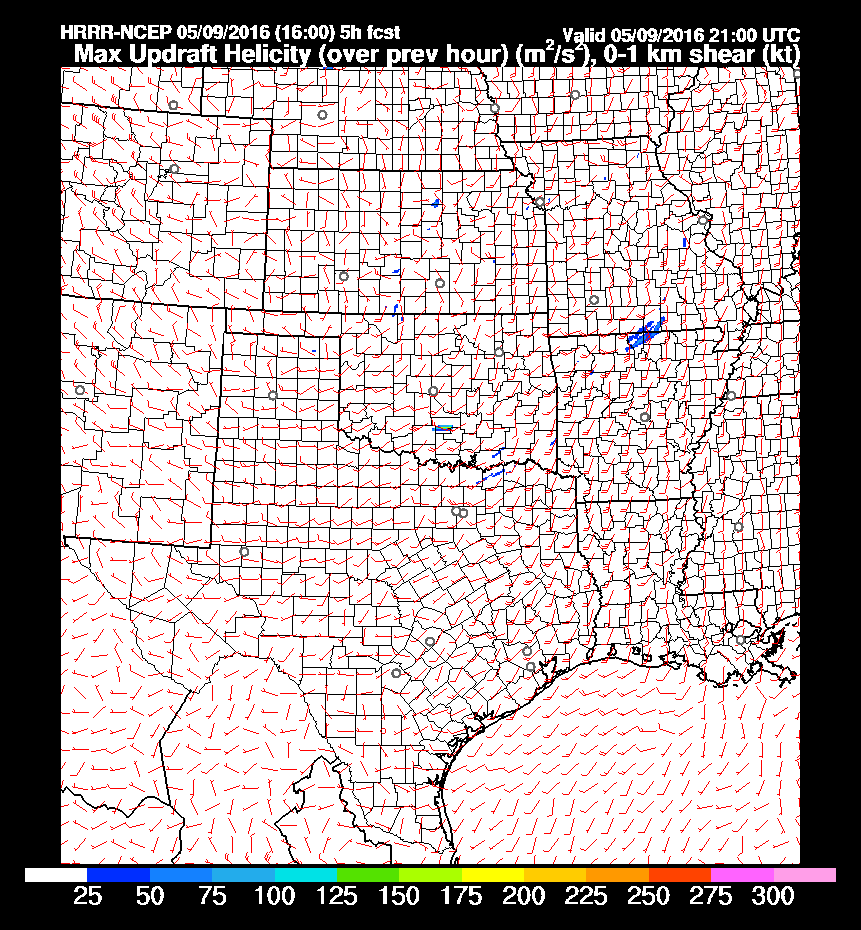 HRRR-NCEP 05/09/2016 (16:00) 5h fcst
Valid 05/09/2016 21:00 UTC
Max Updraft Helicity (over prev hour) (m²/s²), 0-1 km shear (kt)
25 50 75 100 125 150 175 200 225 250 275 300